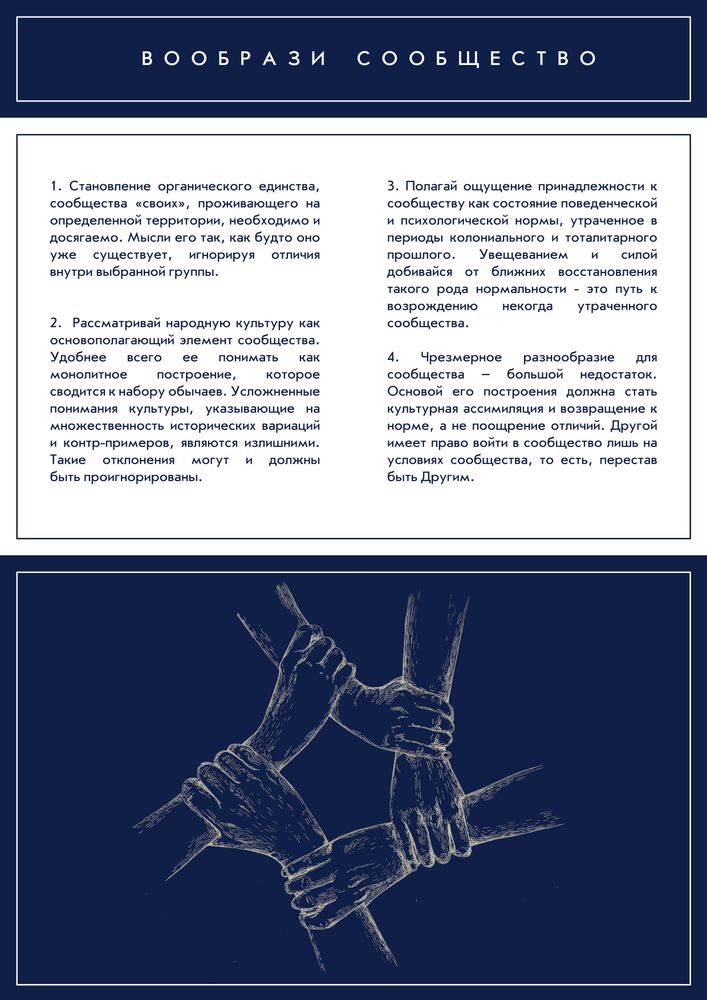 ВООБРАЗИ СООБЩЕСТВО
1. Становление органического единства,
сообщества «своих», проживающего на
определенной территории, необходимо и
досягаемо. Мысли его так, как будто оно
уже существует, игнорируя отличия
внутри выбранной группы.
2. Рассматривай народную культуру как
основополагающий элемент сообщества.
Удобнее всего ее понимать как
монолитное построение, которое
сводится к набору обычаев. Усложненные
понимания культуры, указывающие на
множественность исторических вариаций
и контр-примеров, являются излишними.
Такие отклонения могут и должны
быть проигнорированы.
3. Полагай ощущение принадлежности к
сообществу как состояние поведенческой
и психологической нормы, утраченное в
периоды колониального и тоталитарного
прошлого. Увещеванием и силой
добивайся от ближних восстановления
такого рода нормальности - это путь к
возрождению некогда утраченного
сообщества.
4. Чрезмерное разнообразие для
сообщества – большой недостаток.
Основой его построения должна стать
культурная ассимиляция и возвращение к
норме, а не поощрение отличий. Другой
имеет право войти в сообщество лишь на
условиях сообщества, то есть, перестав
быть Другим.